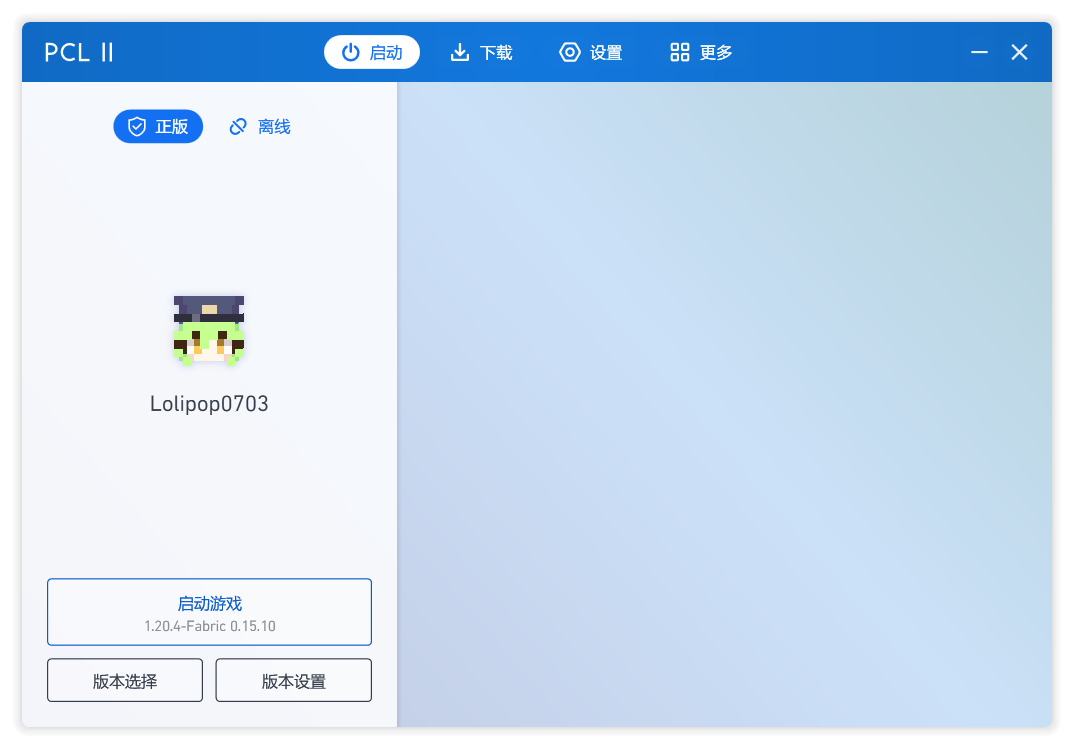 PCL II
启动
下载
设置
更多
正版
离线
Lolipop0703
启动游戏
1.20.4-Fabric 0.15.10
版本选择
版本设置